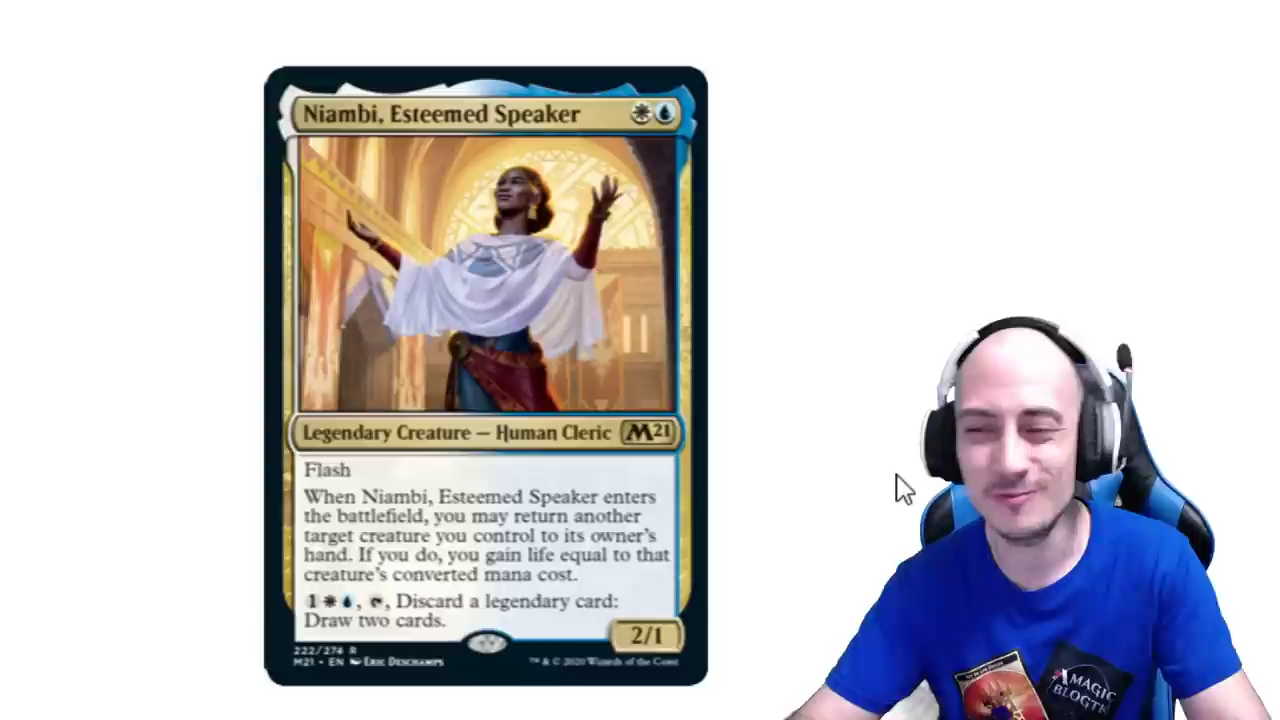 Niambi, Esteemed Speaker
Legendary Creature — Human Cleric M21
Flash
When Niambi, Esteemed Speaker enters
the battlefield, you may return another
target creature you control to its owner's
hand. If you do, you gain life equal to that
creature's converted mana cost.
1, , Discard a legendary card:
Draw two cards.
2/1
222/274 R
M21 • EN Eric Deschamps
™ & © 2020 Wizards of the Coast
MAGIC
BLOGTK